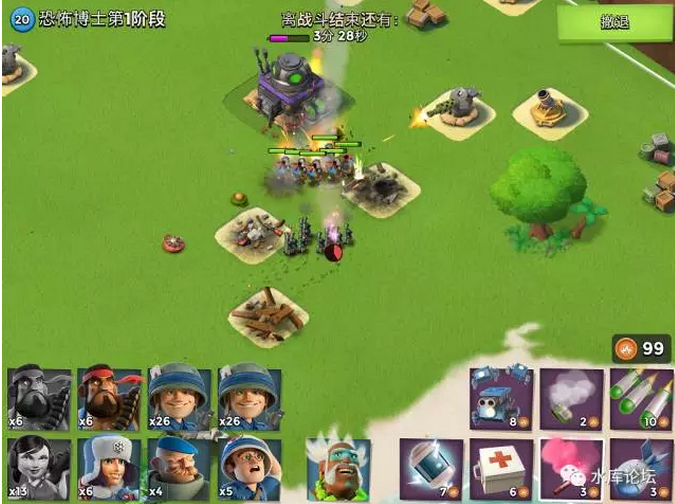 20 恐怖博士第1阶段
离战斗结束还有:
3分 28秒
撤退
99
x6 x6 x26 x26
8 2 10
x13 x6 x4 x5
7 6 3
水库论坛